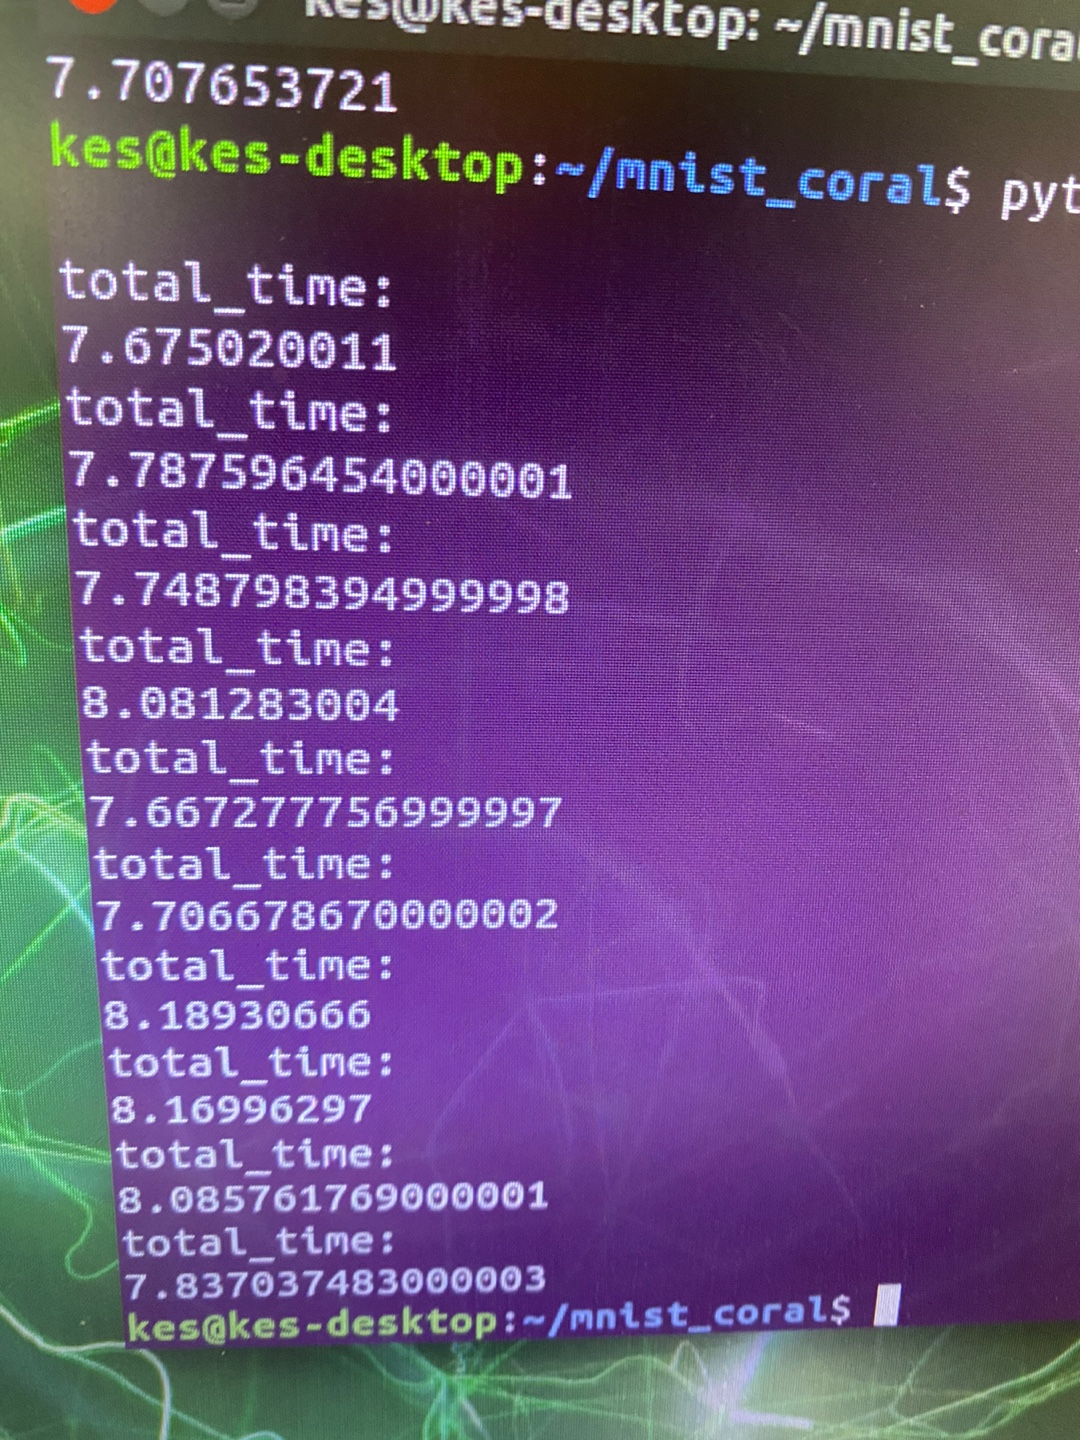 kes@kes-desktop: ~/mnist_cora
7.707653721
kes@kes-desktop:~/mnist_coral$ pyt
total_time:
7.675020011
total_time:
7.787596454000001
total_time:
7.748798394999998
total_time:
8.081283004
total_time:
7.667277756999997
total_time:
7.706678670000002
total_time:
8.18930666
total_time:
8.16996297
total_time:
8.085761769000001
total_time:
7.837037483000003
kes@kes-desktop:~/mnist_coral$